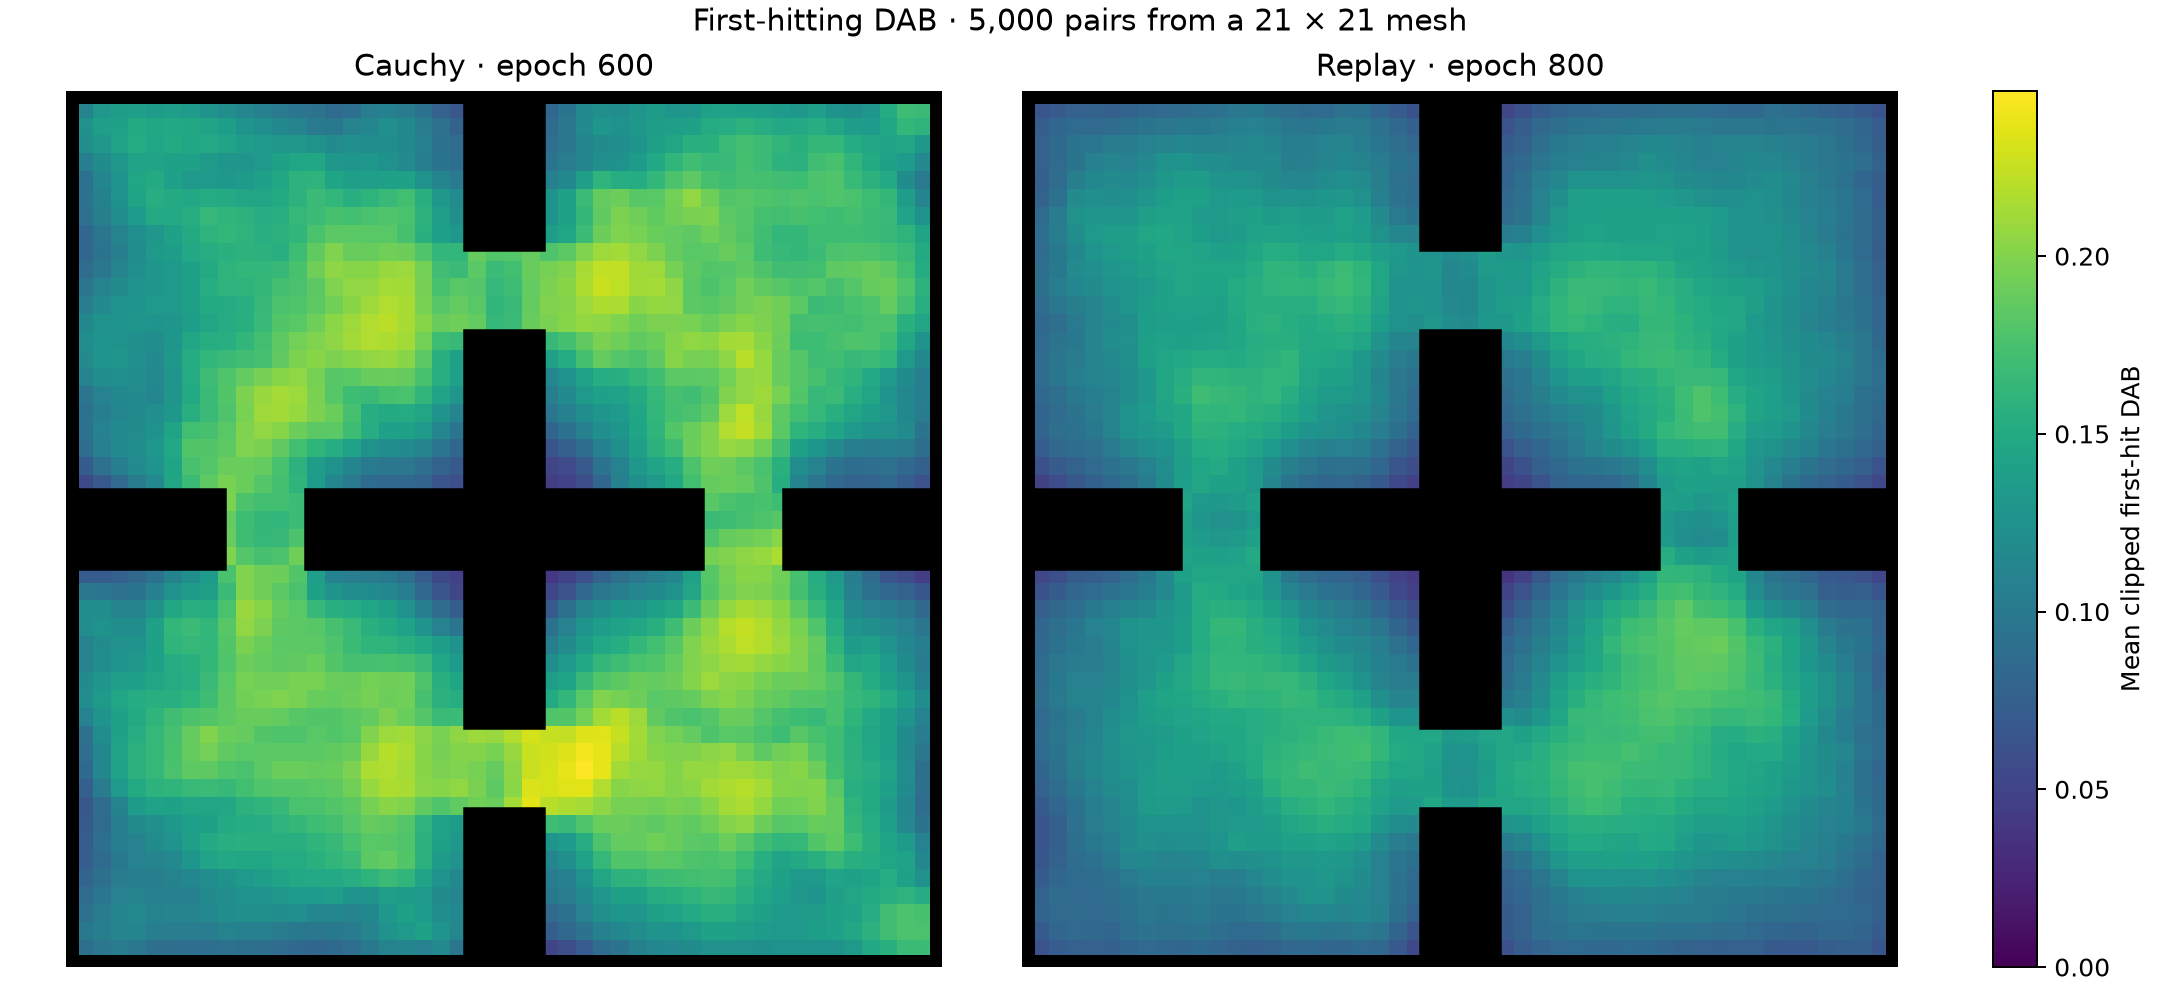 First-hitting DAB · 5,000 pairs from a 21 × 21 mesh
Cauchy · epoch 600
Replay · epoch 800
0.20
0.15
0.10
0.05
0.00
Mean clipped first-hit DAB